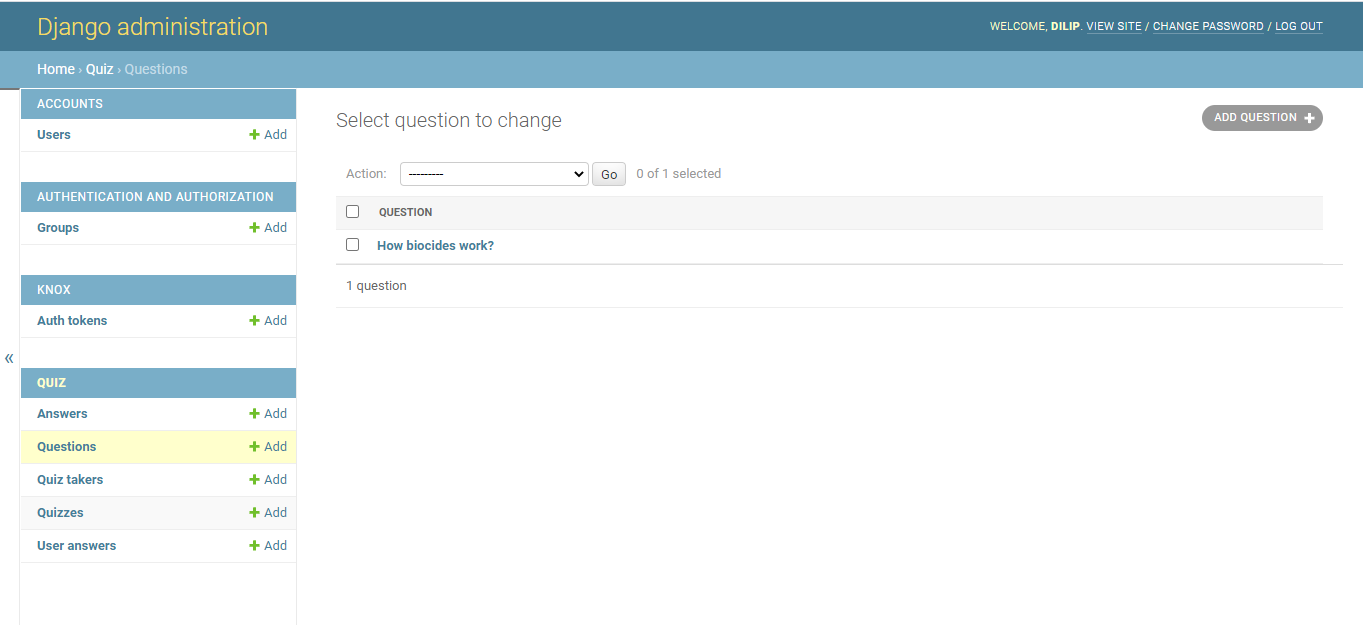 Django administration
WELCOME, DILIP. VIEW SITE / CHANGE PASSWORD / LOG OUT
Home › Quiz › Questions
«
ACCOUNTS
Users Add
AUTHENTICATION AND AUTHORIZATION
Groups Add
KNOX
Auth tokens Add
QUIZ
Answers Add
Questions Add
Quiz takers Add
Quizzes Add
User answers Add
Select question to change
ADD QUESTION
Action: --------- Go 0 of 1 selected
QUESTION
How biocides work?
1 question